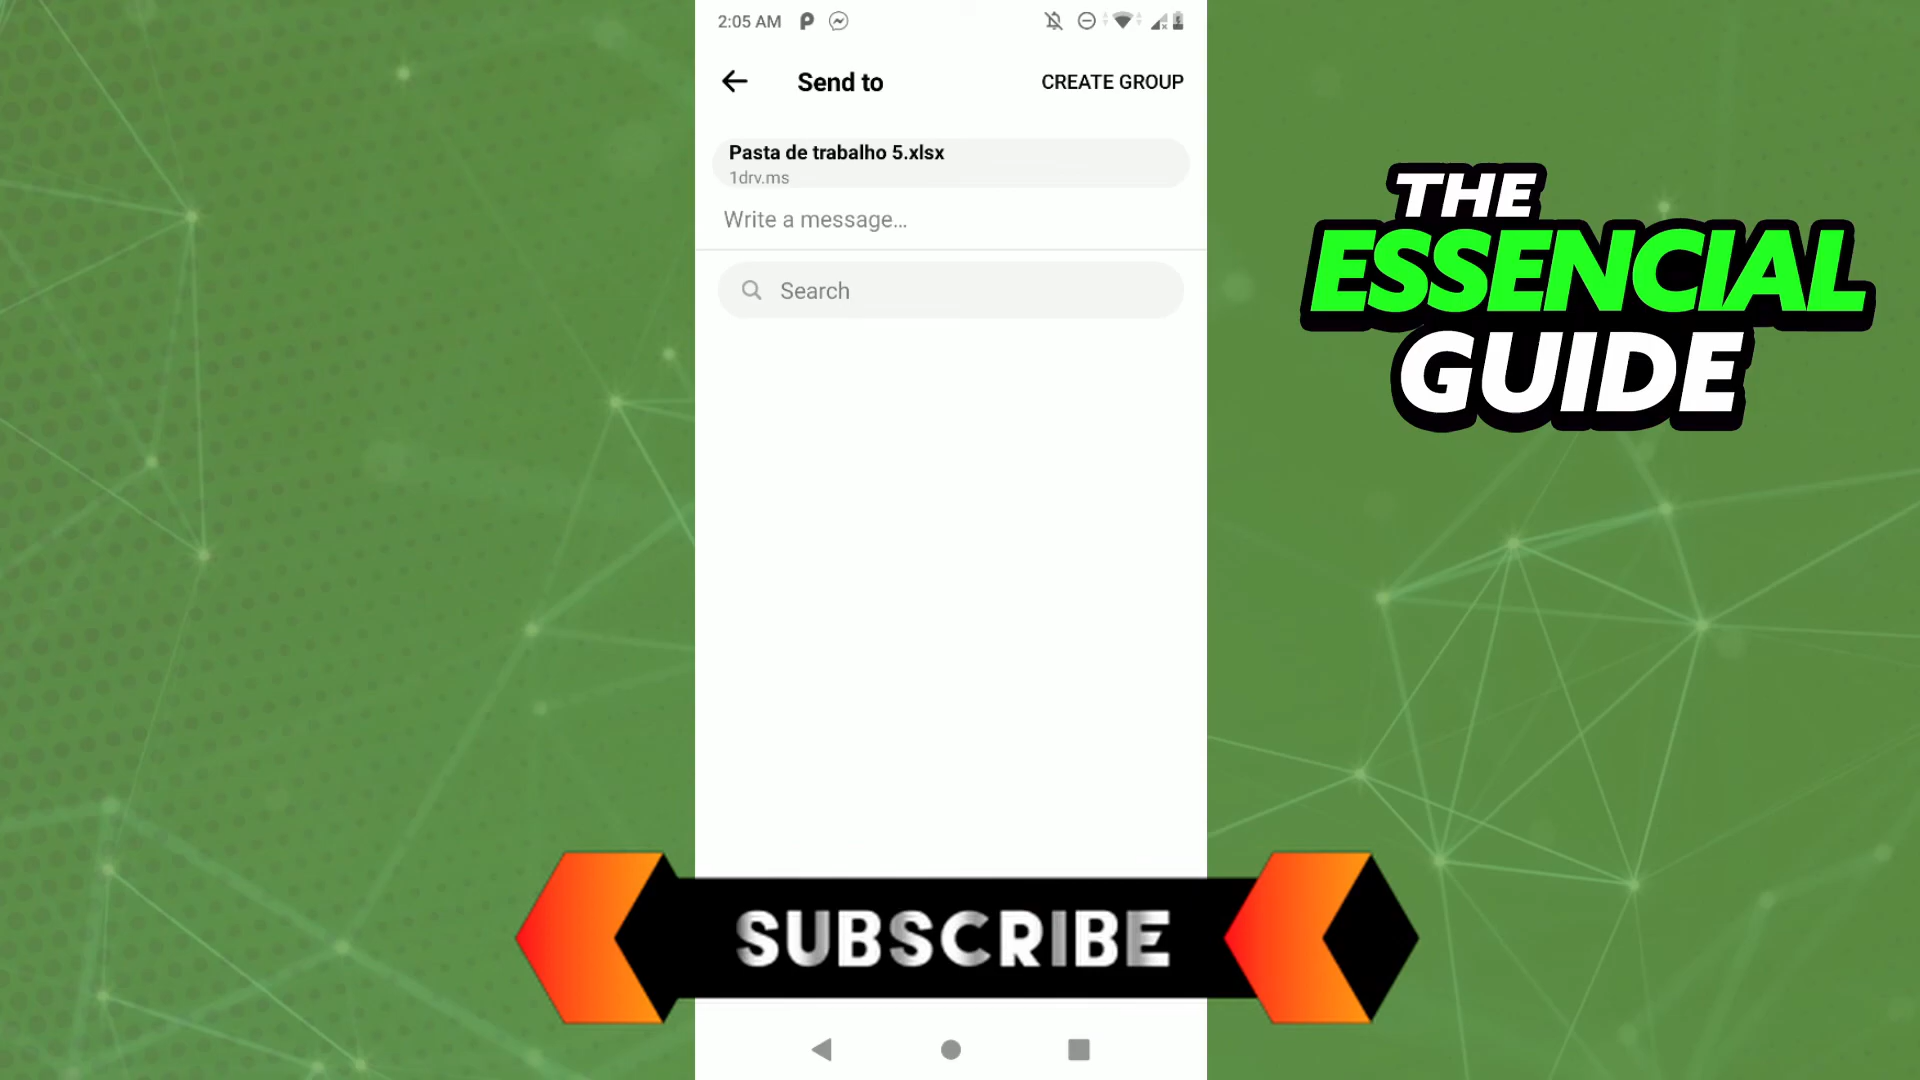 2:05 AM
Send to
CREATE GROUP
Pasta de trabalho 5.xlsx
1drv.ms
Write a message...
Search
THE
ESSENCIAL
GUIDE
SUBSCRIBE